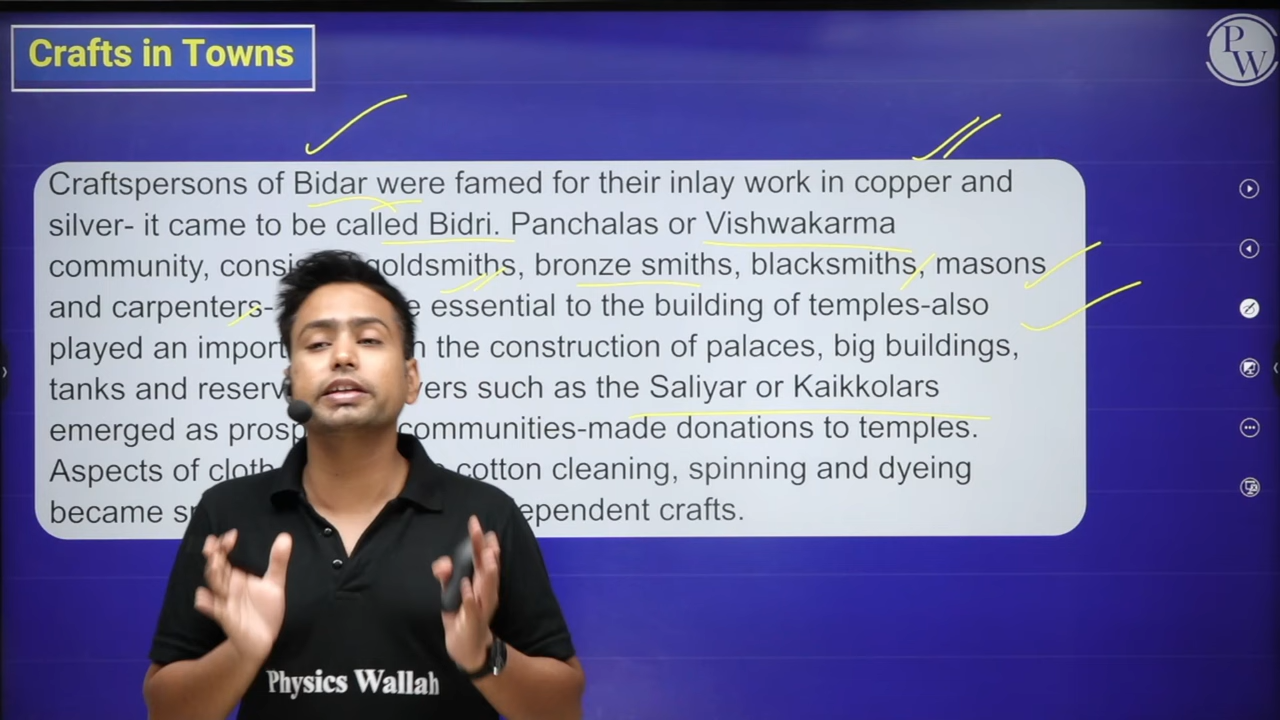 Crafts in Towns
PW
Craftspersons of Bidar were famed for their inlay work in copper and
silver- it came to be called Bidri. Panchalas or Vishwakarma
community, goldsmiths, bronze smiths, blacksmiths, masons
and carpenters- essential to the building of temples-also
played an the construction of palaces, big buildings,
tanks and such as the Saliyar or Kaikkolars
emerged as communities-made donations to temples.
Aspects of cotton cleaning, spinning and dyeing
became crafts.
Physics Wallah